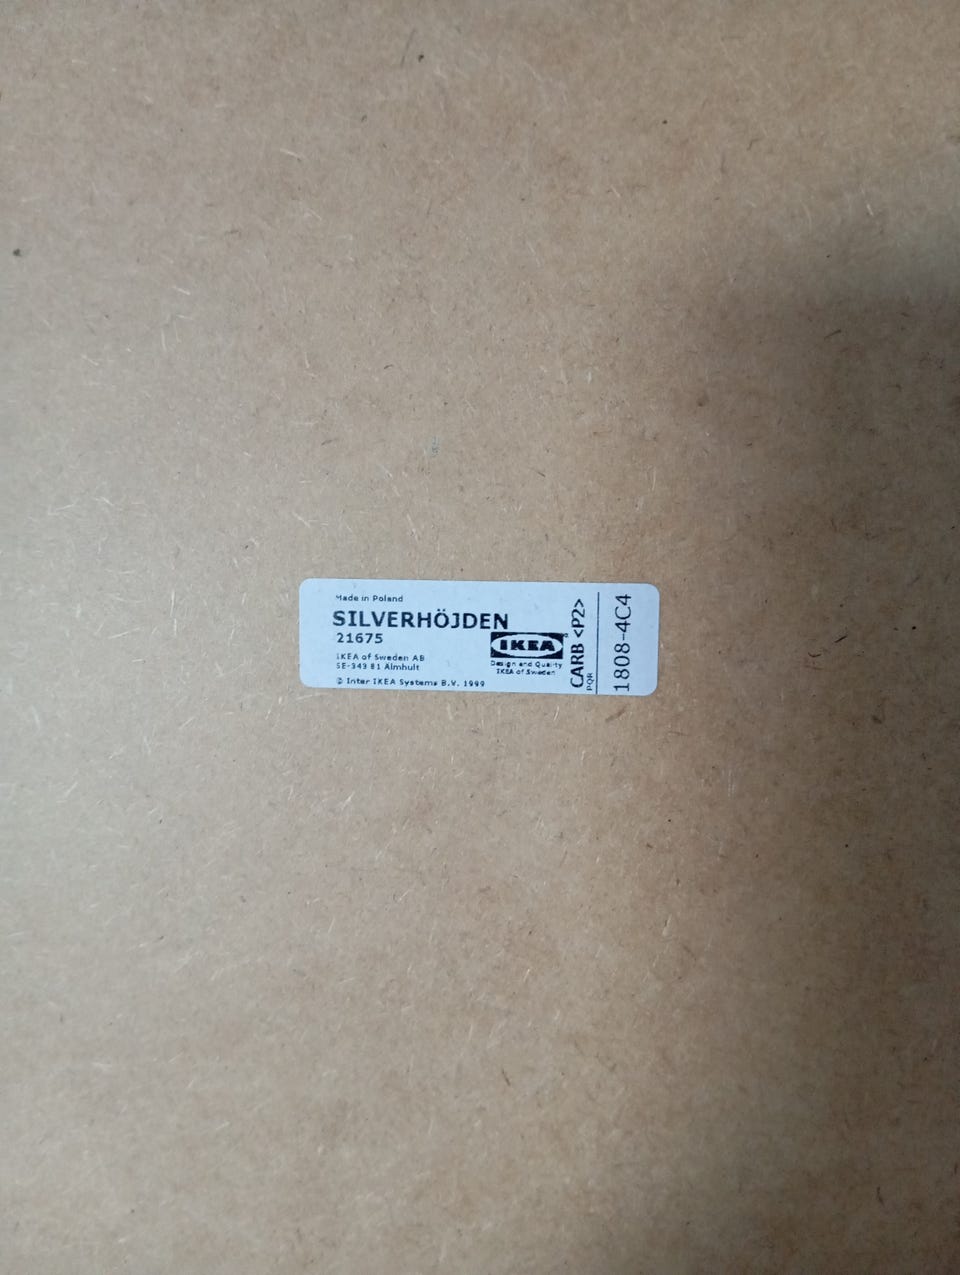 Made in Poland
SILVERHÖJDEN
21675
IKEA of Sweden AB
SE-343 81 Älmhult
© Inter IKEA Systems B.V. 1999
IKEA®
Design and Quality
IKEA of Sweden
CARB <P2>
PQR
1808-4C4